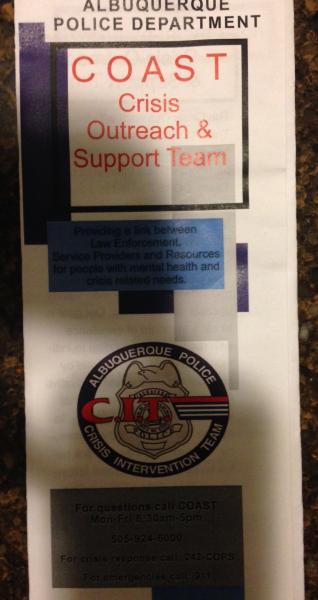 ALBUQUERQUE
POLICE DEPARTMENT
COAST
Crisis
Outreach &
Support Team
Providing a link between
Law Enforcement,
Service Providers and Resources
for people with mental health and
crisis related needs.
ALBUQUERQUE POLICE
C.I.T.
CRISIS INTERVENTION TEAM
For questions call COAST
Mon-Fri 8:30am-5pm
505-924-6000
For crisis response call: 242-COPS
For emergencies call: 911